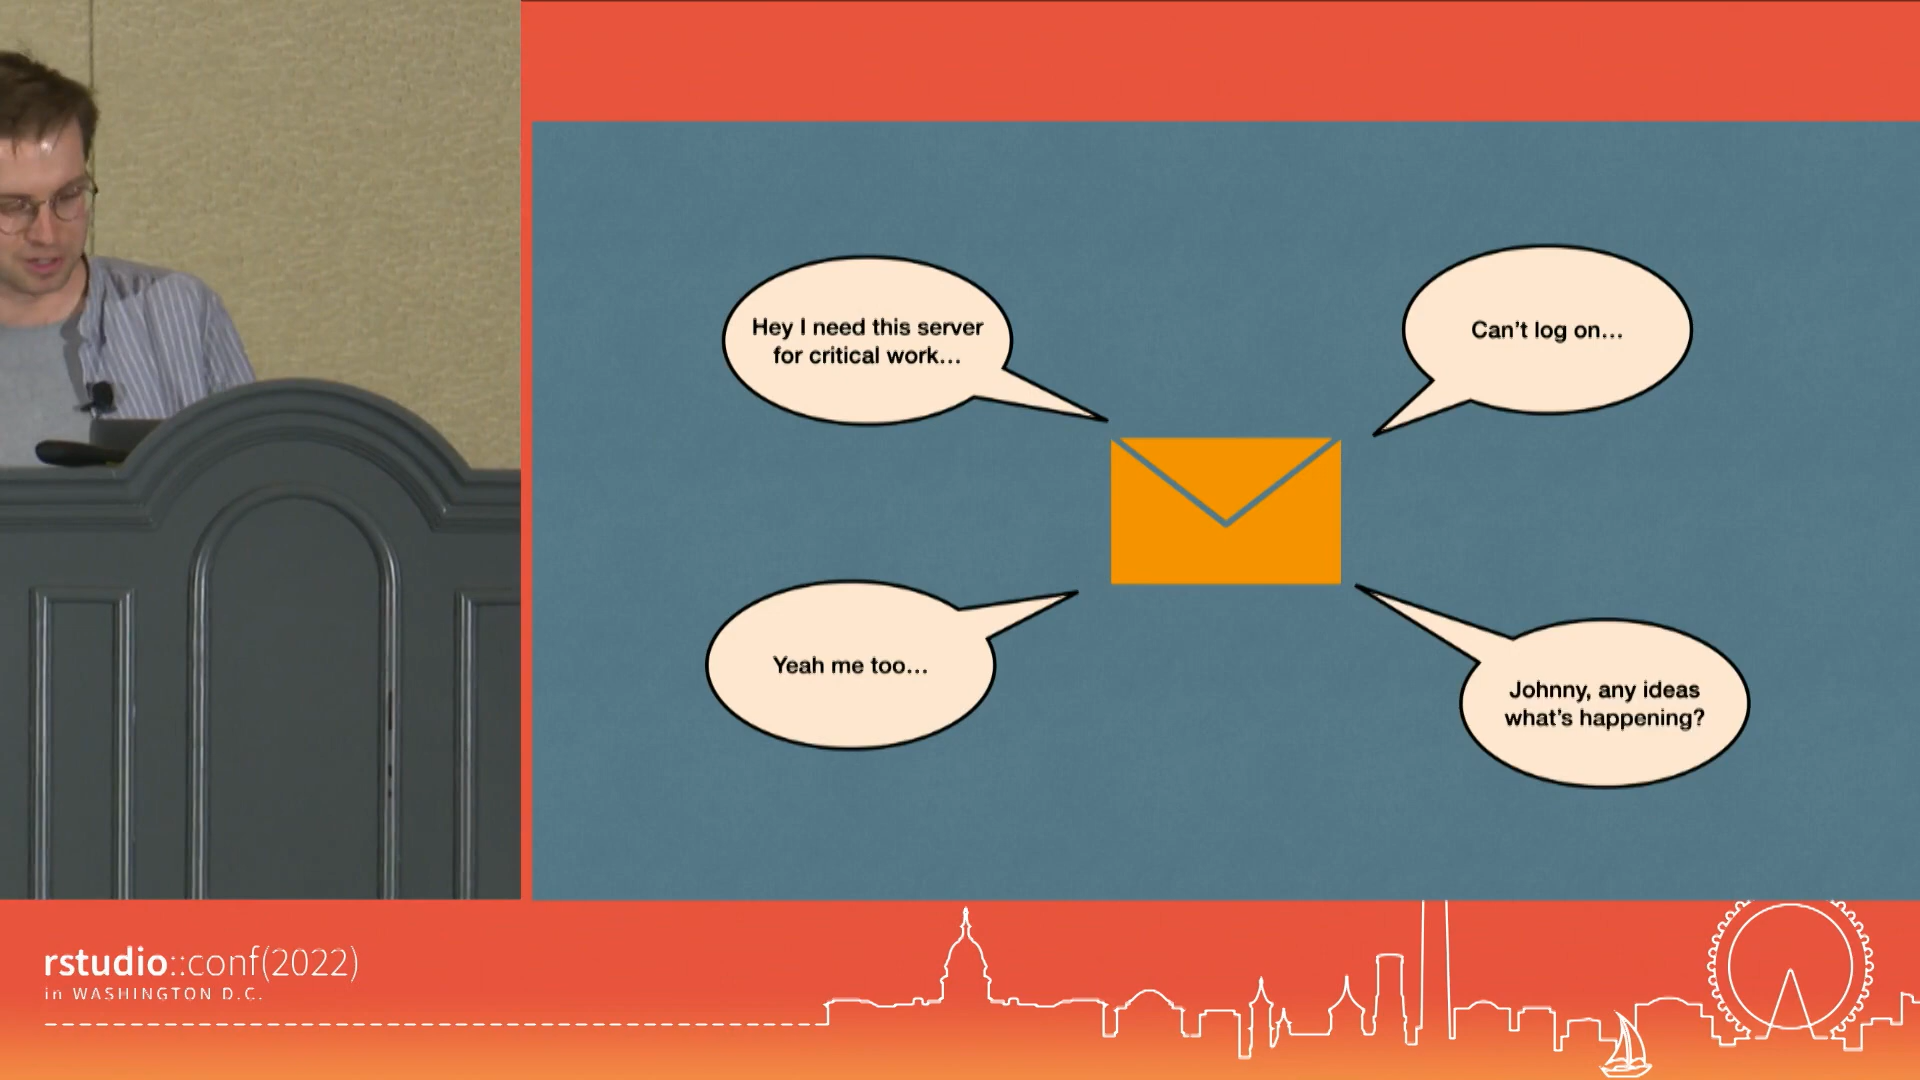 Hey I need this server
for critical work...
Can't log on...
Yeah me too...
Johnny, any ideas
what's happening?
rstudio::conf(2022)
in WASHINGTON D.C.